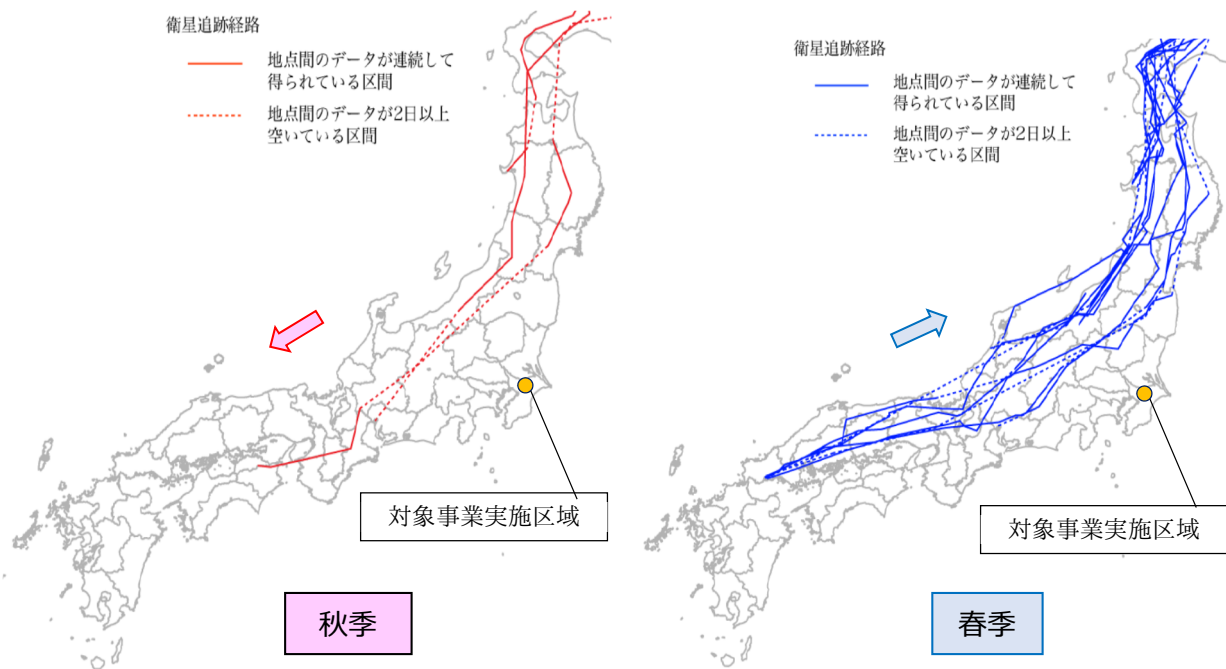 衛星追跡経路
地点間のデータが連続して
得られている区間
地点間のデータが2日以上
空いている区間
対象事業実施区域
秋季
衛星追跡経路
地点間のデータが連続して
得られている区間
地点間のデータが2日以上
空いている区間
対象事業実施区域
春季